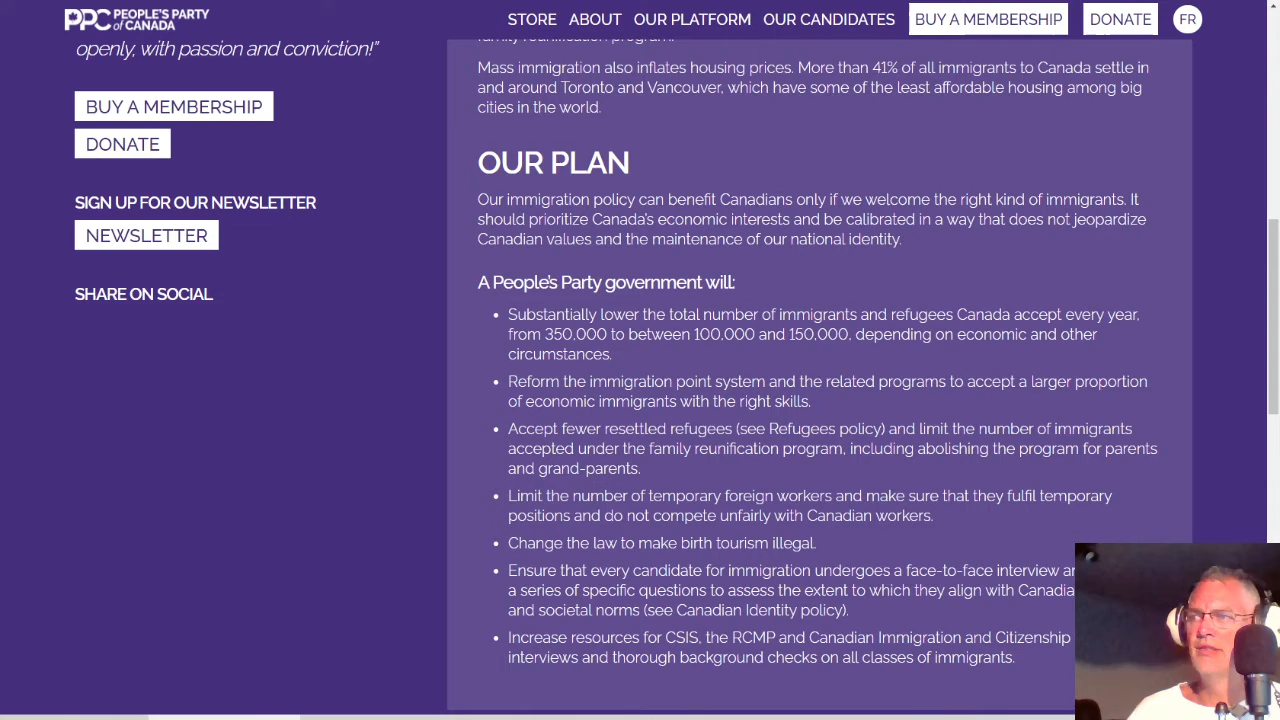 PPC PEOPLE'S PARTY of CANADA
STORE ABOUT OUR PLATFORM OUR CANDIDATES BUY A MEMBERSHIP DONATE FR
openly, with passion and conviction!”
BUY A MEMBERSHIP
DONATE
SIGN UP FOR OUR NEWSLETTER
NEWSLETTER
SHARE ON SOCIAL
family reunification program.
Mass immigration also inflates housing prices. More than 41% of all immigrants to Canada settle in
and around Toronto and Vancouver, which have some of the least affordable housing among big
cities in the world.
OUR PLAN
Our immigration policy can benefit Canadians only if we welcome the right kind of immigrants. It
should prioritize Canada's economic interests and be calibrated in a way that does not jeopardize
Canadian values and the maintenance of our national identity.
A People's Party government will:
• Substantially lower the total number of immigrants and refugees Canada accept every year,
from 350,000 to between 100,000 and 150,000, depending on economic and other
circumstances.
• Reform the immigration point system and the related programs to accept a larger proportion
of economic immigrants with the right skills.
• Accept fewer resettled refugees (see Refugees policy) and limit the number of immigrants
accepted under the family reunification program, including abolishing the program for parents
and grand-parents.
• Limit the number of temporary foreign workers and make sure that they fulfil temporary
positions and do not compete unfairly with Canadian workers.
• Change the law to make birth tourism illegal.
• Ensure that every candidate for immigration undergoes a face-to-face interview
a series of specific questions to assess the extent to which they align with
and societal norms (see Canadian Identity policy).
• Increase resources for CSIS, the RCMP and Canadian Immigration and Citizenship
interviews and thorough background checks on all classes of immigrants.